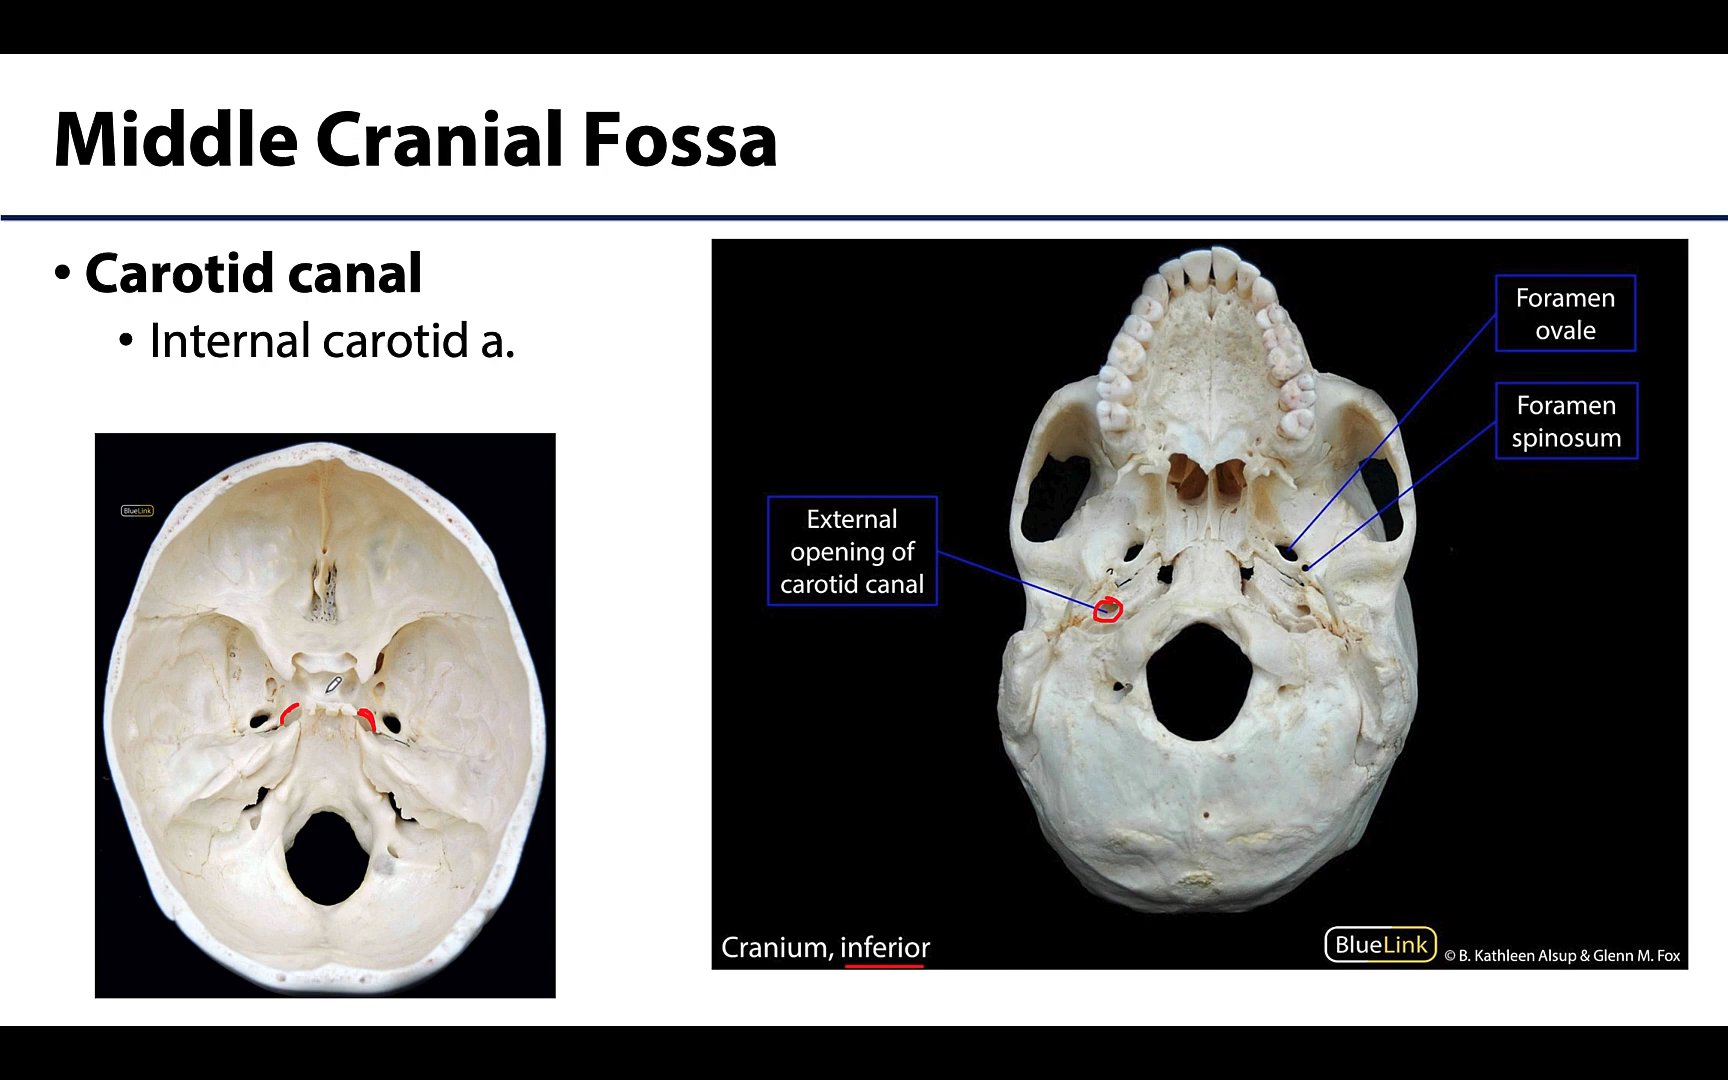 Middle Cranial Fossa
• Carotid canal
• Internal carotid a.
BlueLink
Foramen
ovale
Foramen
spinosum
External
opening of
carotid canal
Cranium, inferior
BlueLink
© B. Kathleen Alsup & Glenn M. Fox